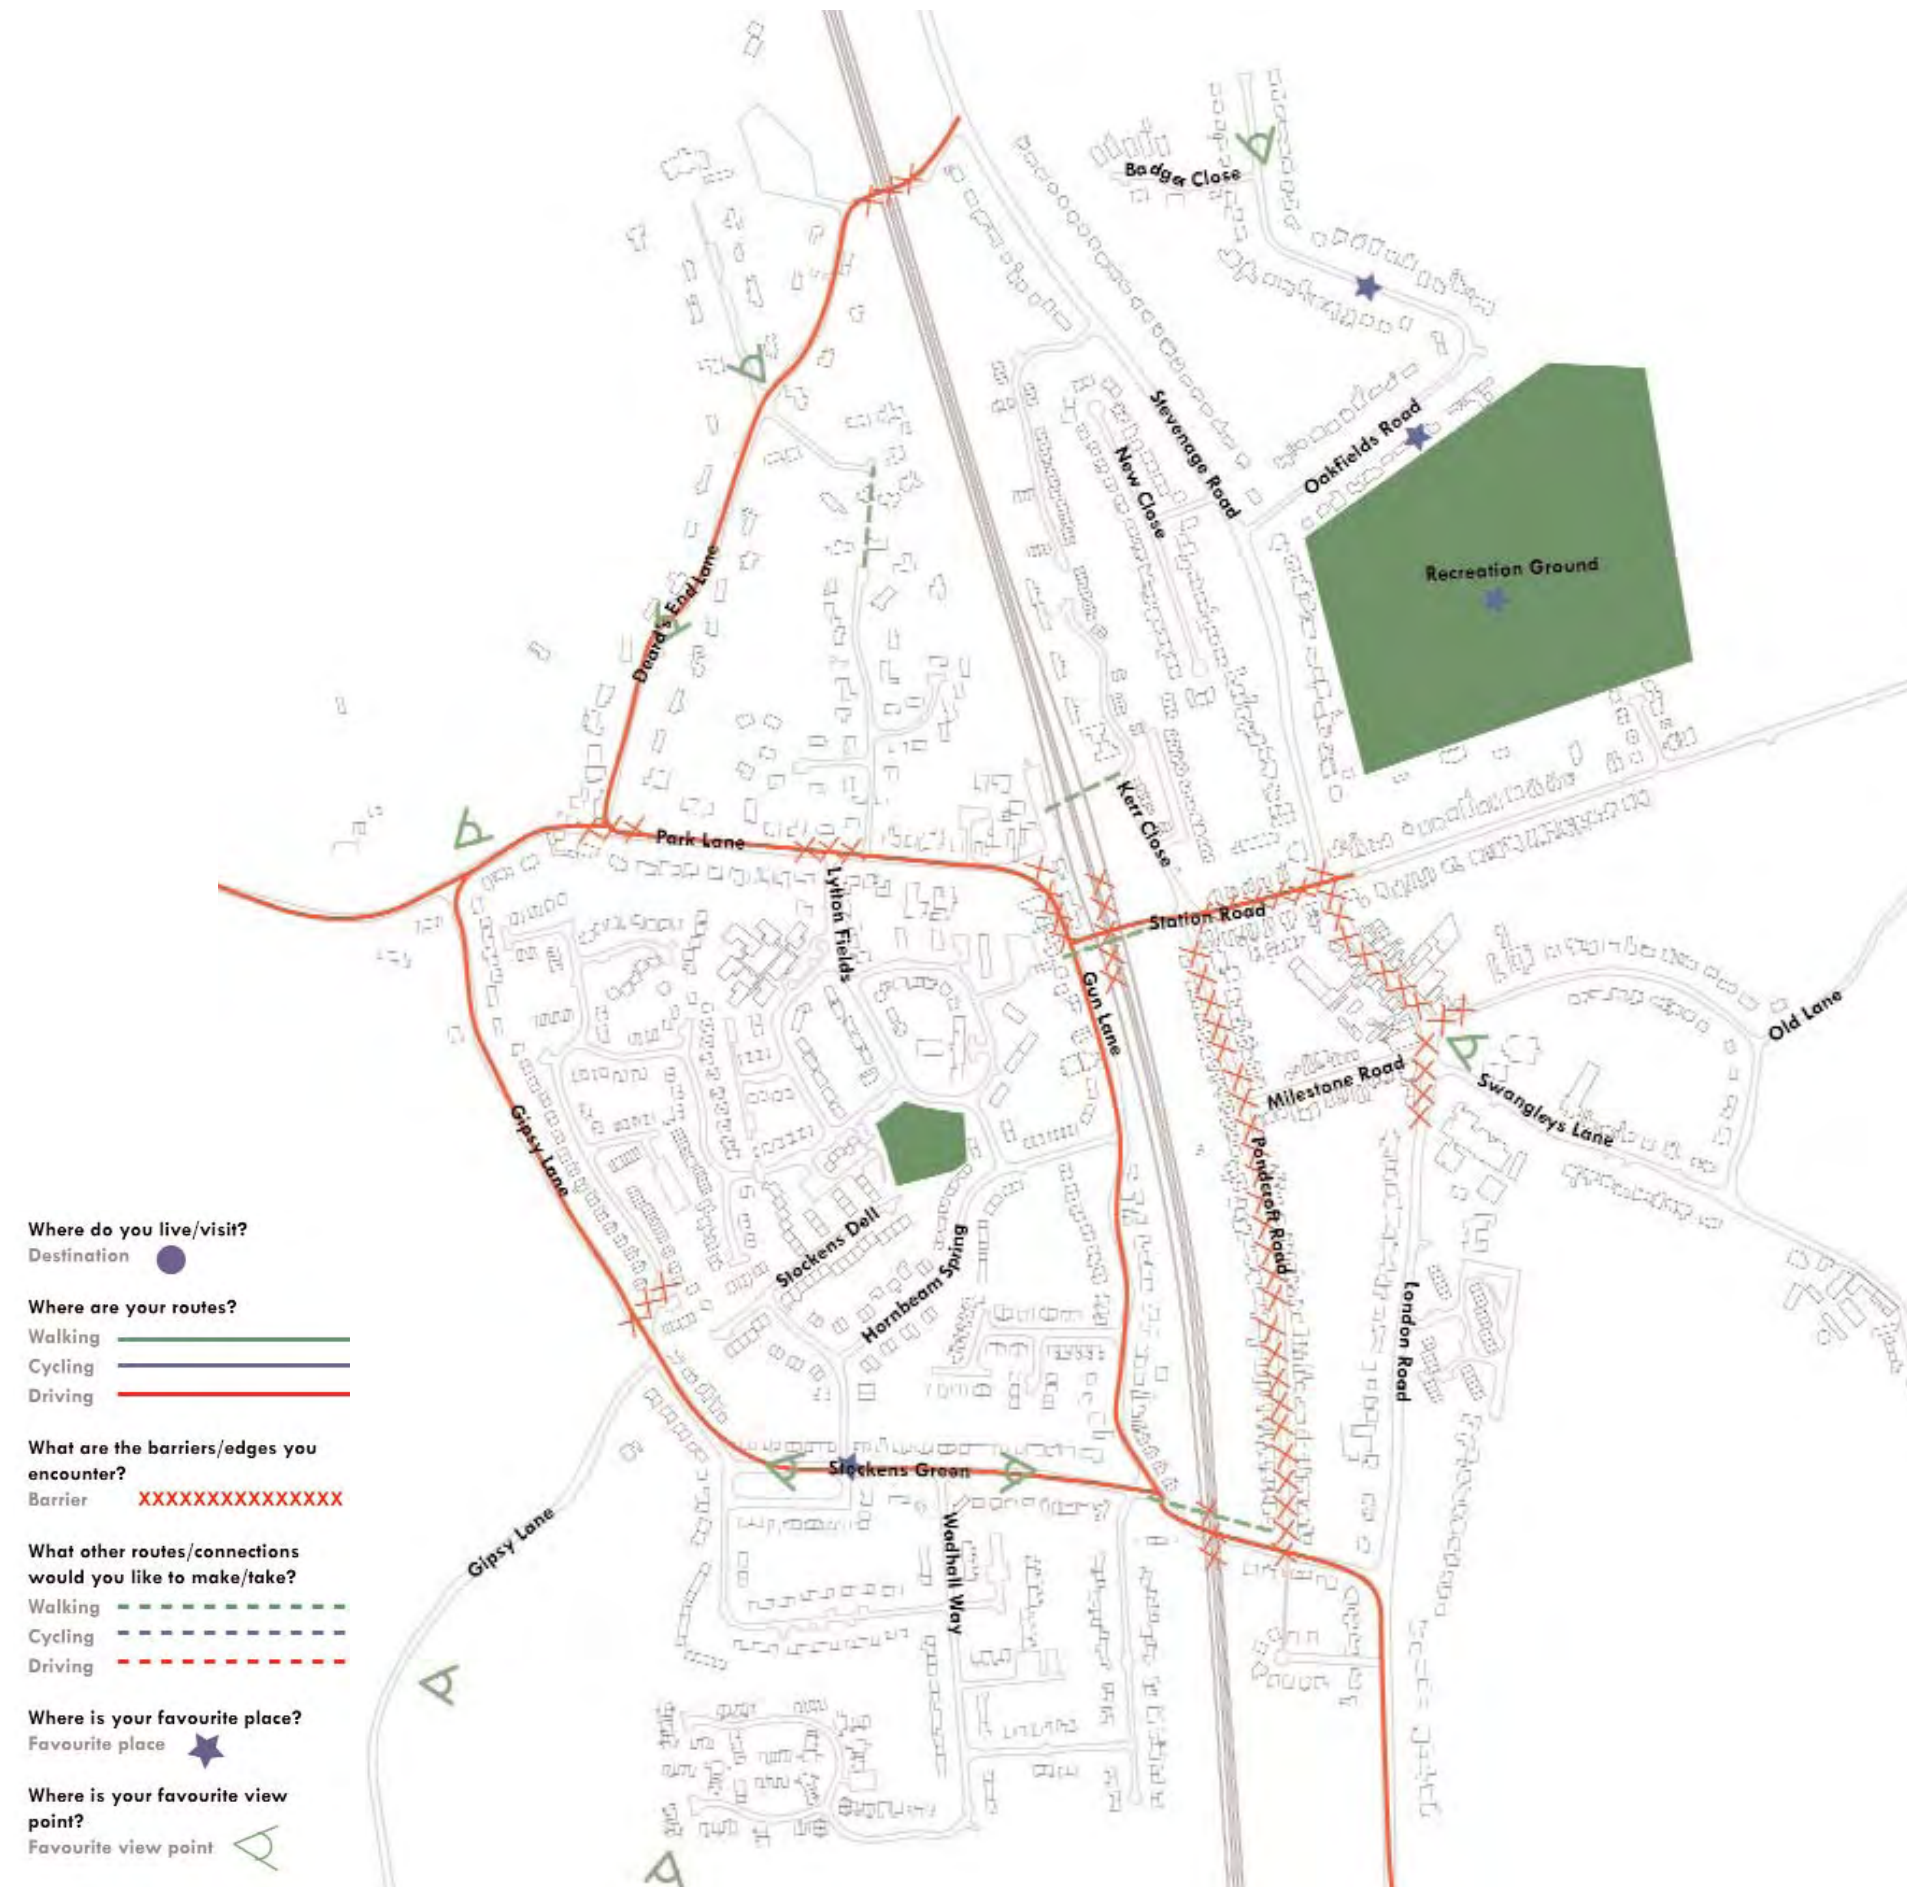 Badger Close
Stevenage Road
New Close
Oakfields Road
Recreation Ground
Deard's End Lane
Kerr Close
Park Lane
Lytton Fields
Station Road
Gun Lane
Old Lane
Milestone Road
Swangleys Lane
Gipsy Lane
Pondcroft Road
Stockens Dell
Hornbeam Spring
London Road
Stockens Green
Wadhall Way
Gipsy Lane
Where do you live/visit?
Destination
Where are your routes?
Walking
Cycling
Driving
What are the barriers/edges you
encounter?
Barrier XXXXXXXXXXXXXXX
What other routes/connections
would you like to make/take?
Walking
Cycling
Driving
Where is your favourite place?
Favourite place
Where is your favourite view
point?
Favourite view point